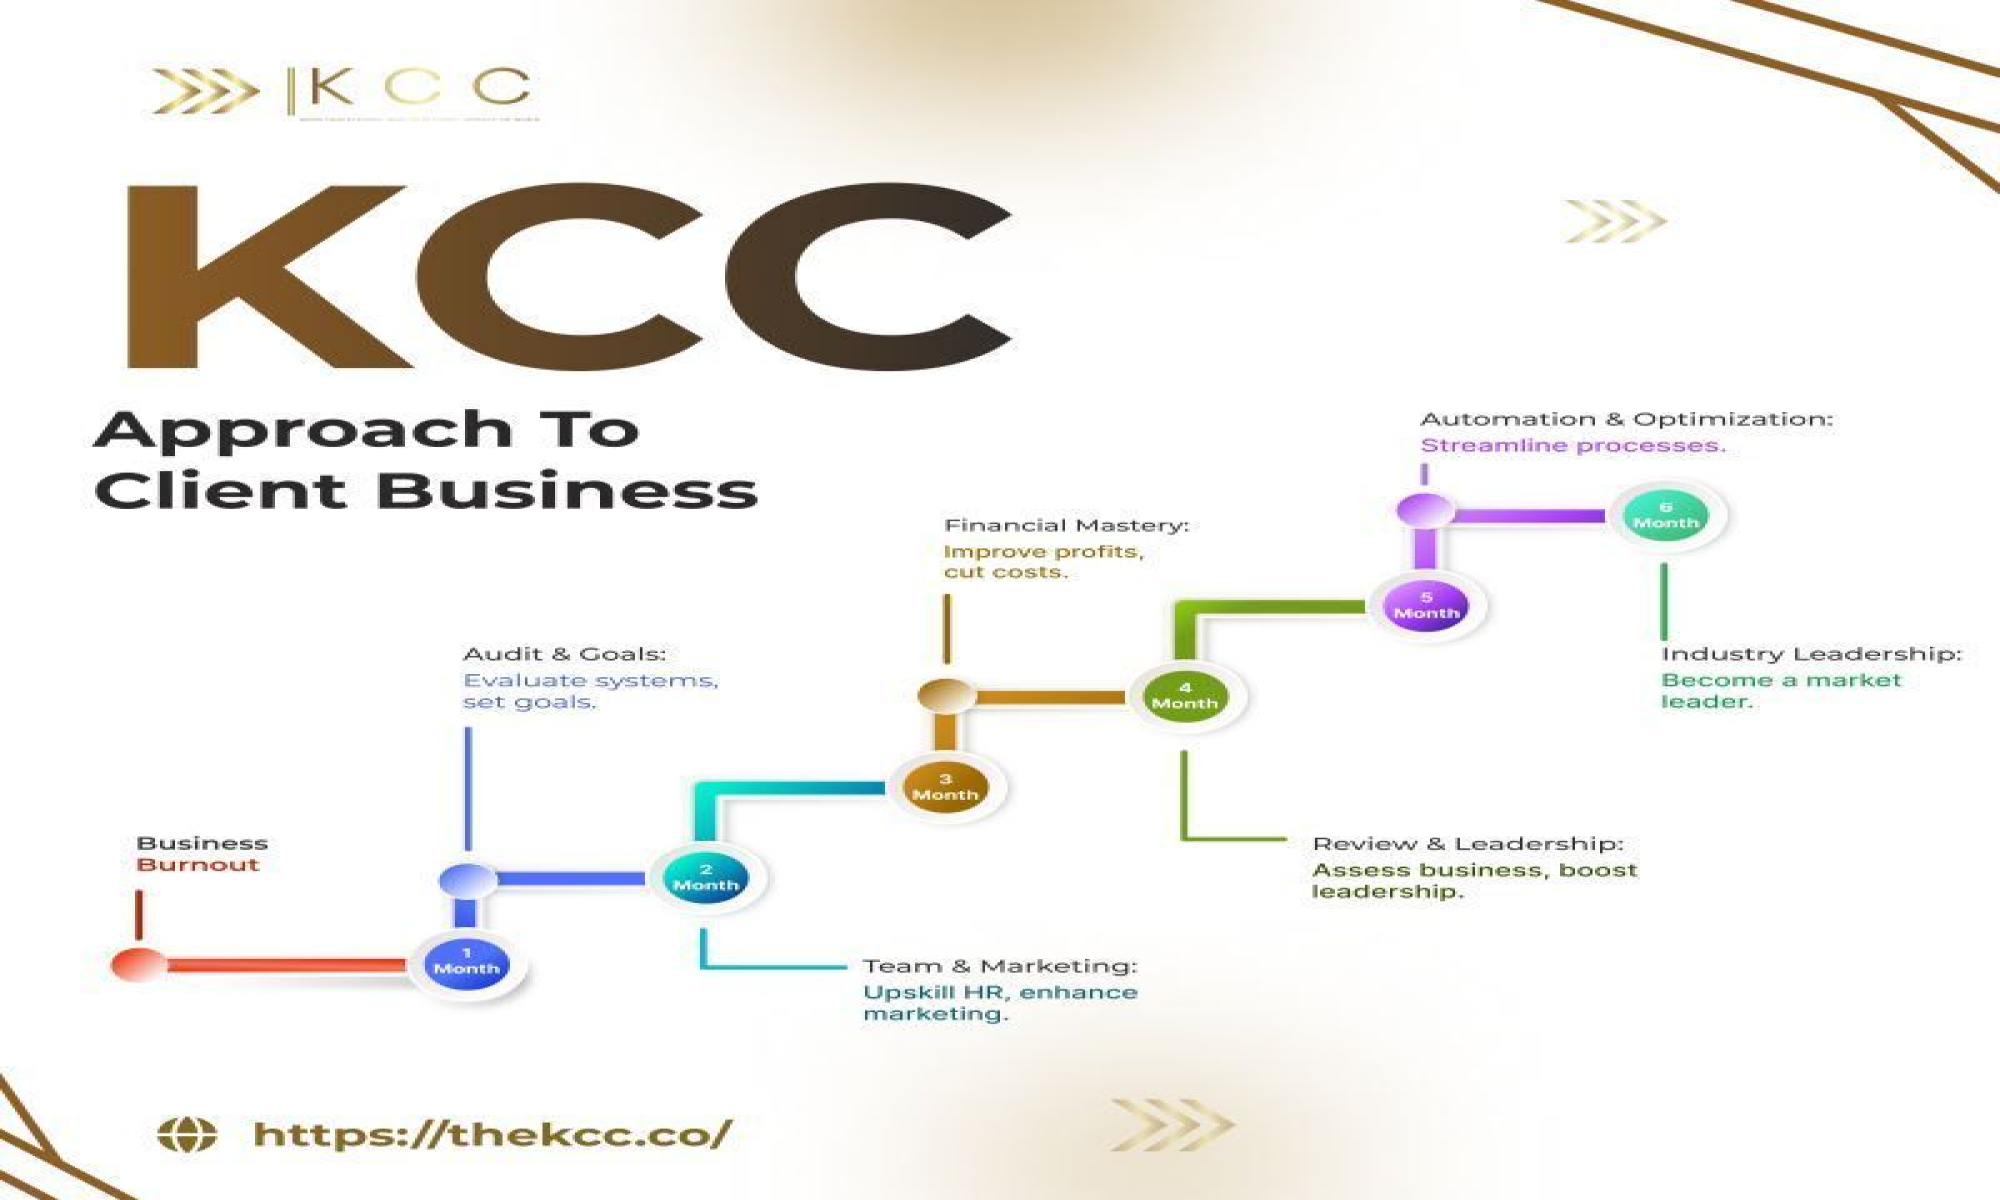 KCC
KCC
Approach To
Client Business
Business
Burnout
1
Month
Audit & Goals:
Evaluate systems,
set goals.
2
Month
Team & Marketing:
Upskill HR, enhance
marketing.
3
Month
Financial Mastery:
Improve profits,
cut costs.
4
Month
Review & Leadership:
Assess business, boost
leadership.
5
Month
Automation & Optimization:
Streamline processes.
6
Month
Industry Leadership:
Become a market
leader.
https://thekcc.co/